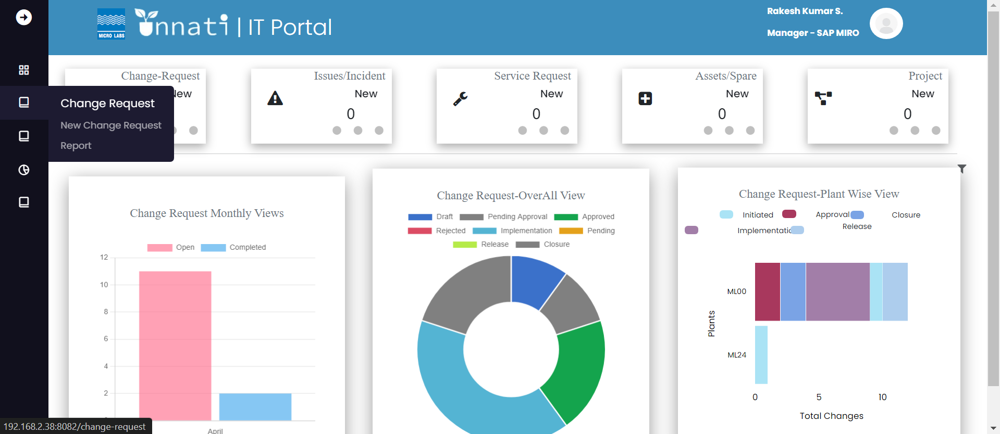 MICRO LABS
unnati | IT Portal
Rakesh Kumar S.
Manager - SAP MIRO
Change-Request
New
Issues/Incident
New
0
Service Request
New
0
Assets/Spare
New
0
Project
New
0
Change Request
New Change Request
Report
Change Request Monthly Views
Open Completed
12
10
8
6
4
2
April
Change Request-OverAll View
Draft Pending Approval Approved
Rejected Implementation Pending
Release Closure
Change Request-Plant Wise View
Initiated Approval Closure
Release
Implementatio
Plants
ML00
ML24
0 5 10
Total Changes
192.168.2.38:8082/change-request